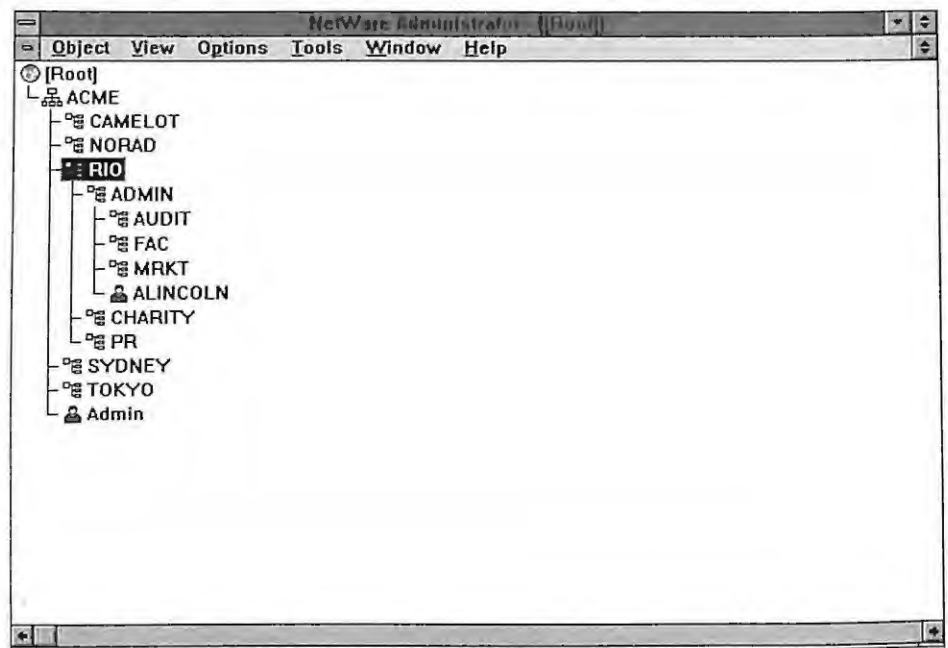 NetWare Administrator - [[Root]]
Object View Options Tools Window Help
[Root]
ACME
CAMELOT
NORAD
RIO
ADMIN
AUDIT
FAC
MRKT
ALINCOLN
CHARITY
PR
SYDNEY
TOKYO
Admin